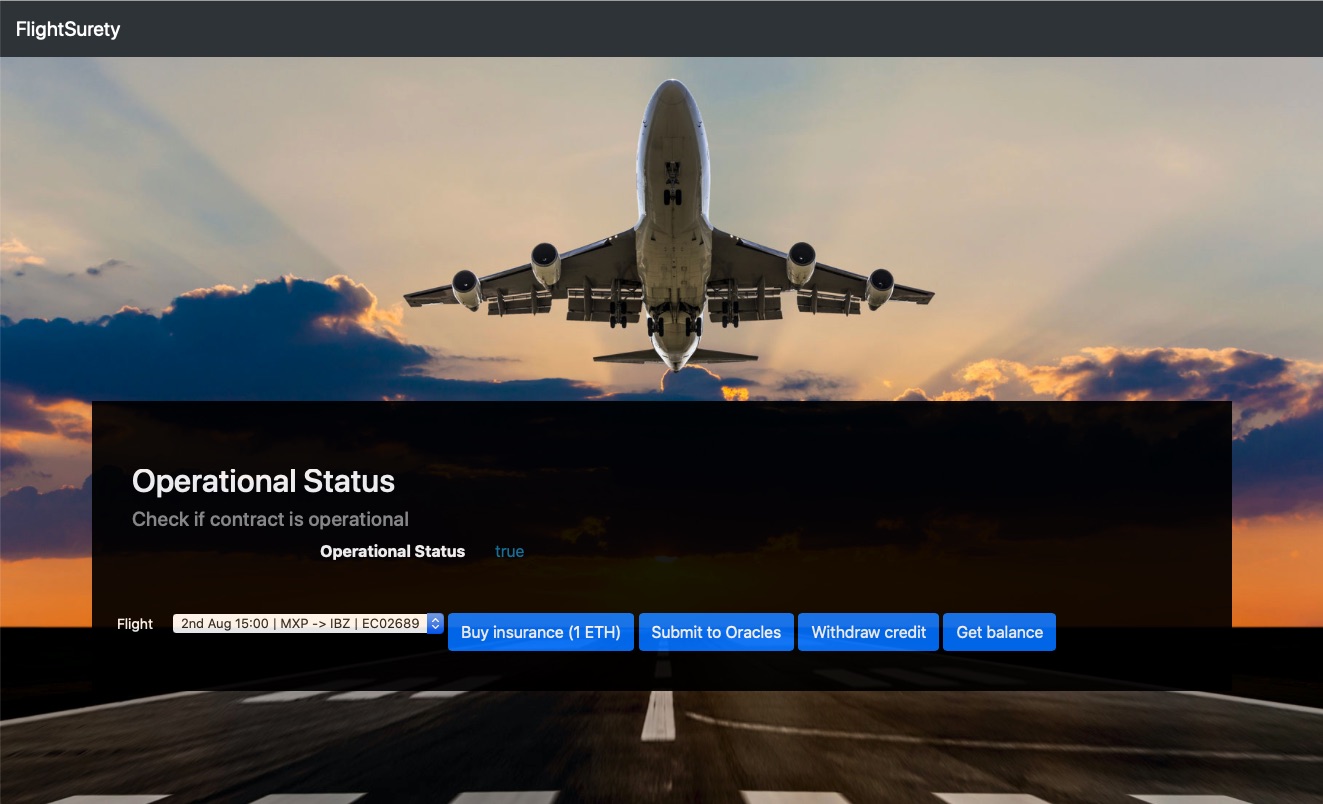 FlightSurety
Operational Status
Check if contract is operational
Operational Status true
Flight 2nd Aug 15:00 | MXP -> IBZ | EC02689 Buy insurance (1 ETH) Submit to Oracles Withdraw credit Get balance